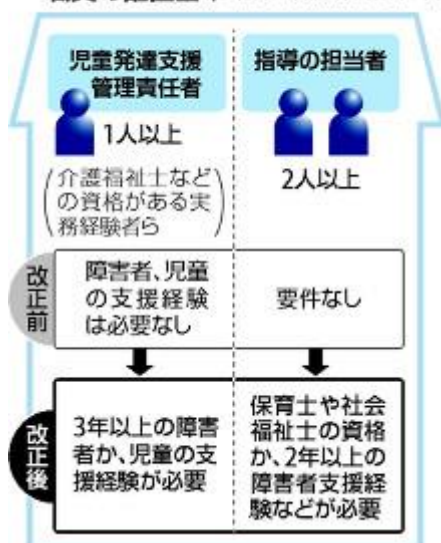 児童発達支援
管理責任者
1人以上
(介護福祉士など
の資格がある実
務経験者ら)
指導の担当者
2人以上
改正前
障害者、児童
の支援経験
は必要なし
要件なし
改正後
3年以上の障害
者か、児童の支
援経験が必要
保育士や社会
福祉士の資格
か、2年以上の
障害者支援経
験などが必要